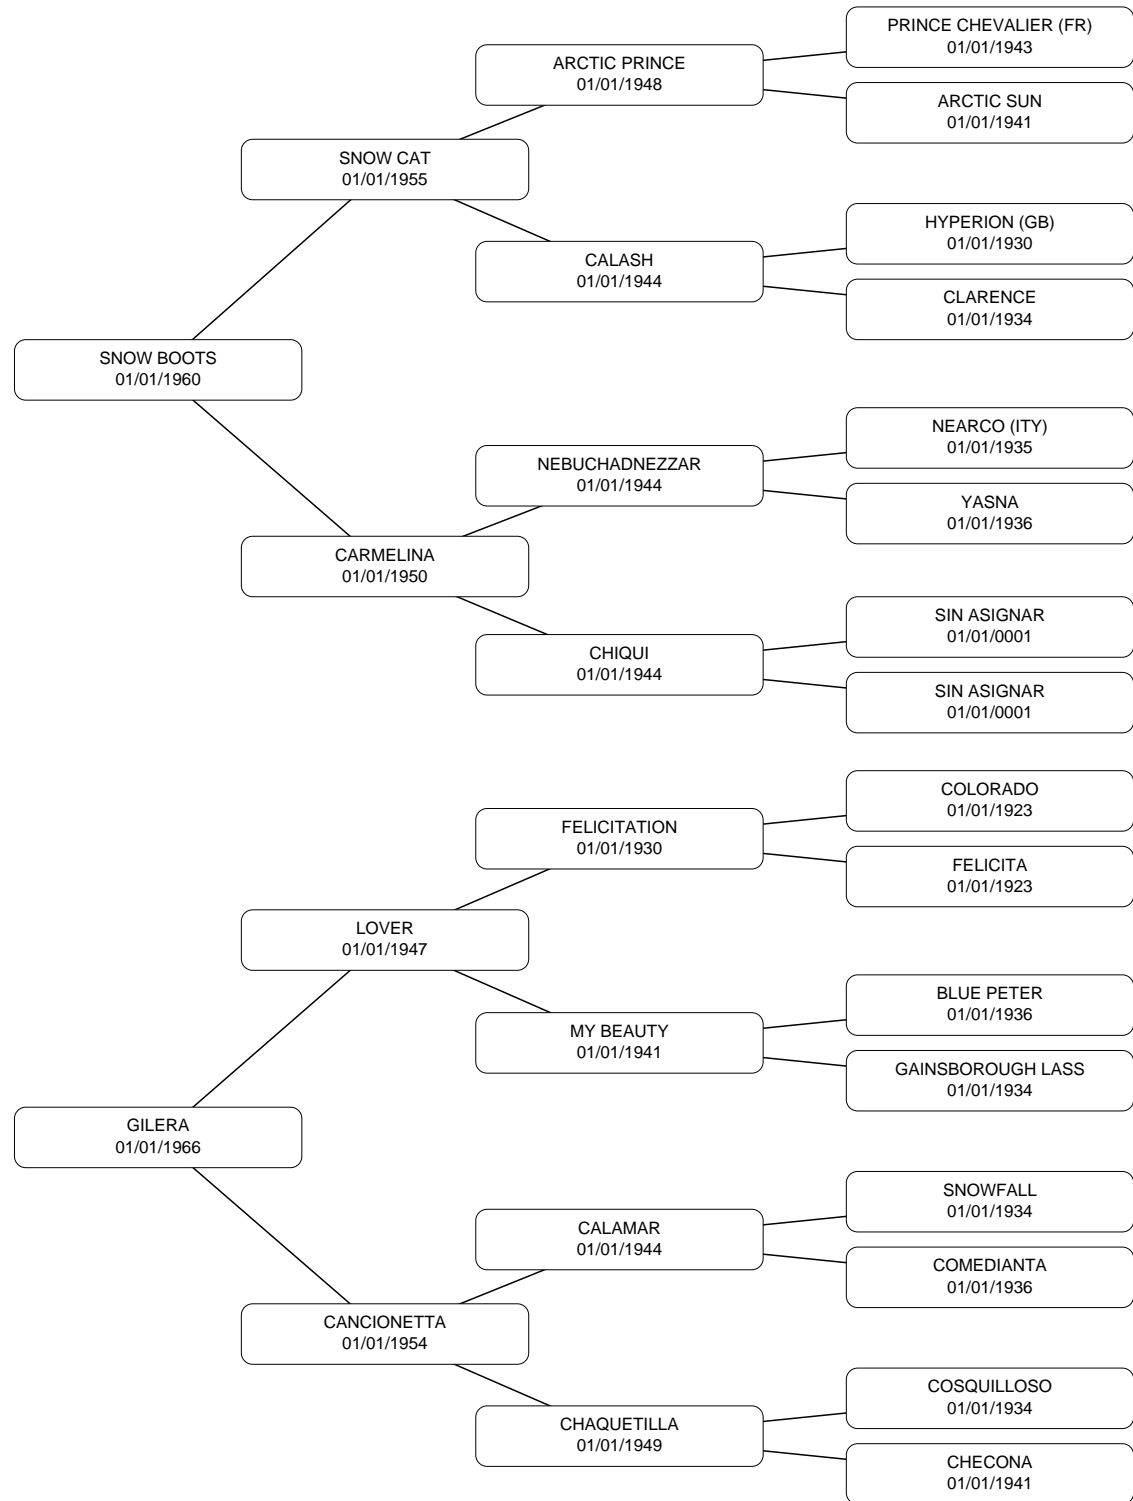 PRINCE CHEVALIER (FR)
01/01/1943
ARCTIC PRINCE
01/01/1948
ARCTIC SUN
01/01/1941
SNOW CAT
01/01/1955
HYPERION (GB)
01/01/1930
CALASH
01/01/1944
CLARENCE
01/01/1934
SNOW BOOTS
01/01/1960
NEARCO (ITY)
01/01/1935
NEBUCHADNEZZAR
01/01/1944
YASNA
01/01/1936
CARMELINA
01/01/1950
SIN ASIGNAR
01/01/0001
CHIQUI
01/01/1944
SIN ASIGNAR
01/01/0001
COLORADO
01/01/1923
FELICITATION
01/01/1930
FELICITA
01/01/1923
LOVER
01/01/1947
BLUE PETER
01/01/1936
MY BEAUTY
01/01/1941
GAINSBOROUGH LASS
01/01/1934
GILERA
01/01/1966
SNOWFALL
01/01/1934
CALAMAR
01/01/1944
COMEDIANTA
01/01/1936
CANCIONETTA
01/01/1954
COSQUILLOSO
01/01/1934
CHAQUETILLA
01/01/1949
CHECONA
01/01/1941